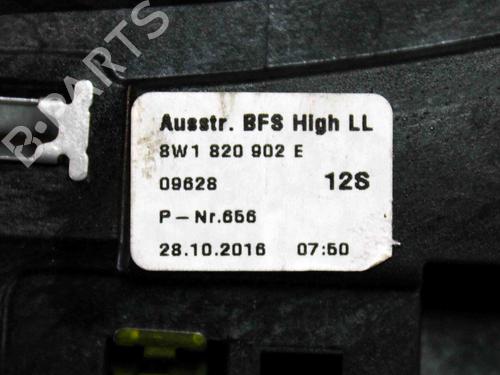 B-PARTS
Ausstr. BFS High LL
8W1 820 902 E
09628 12S
P-Nr.656
28.10.2016 07:50